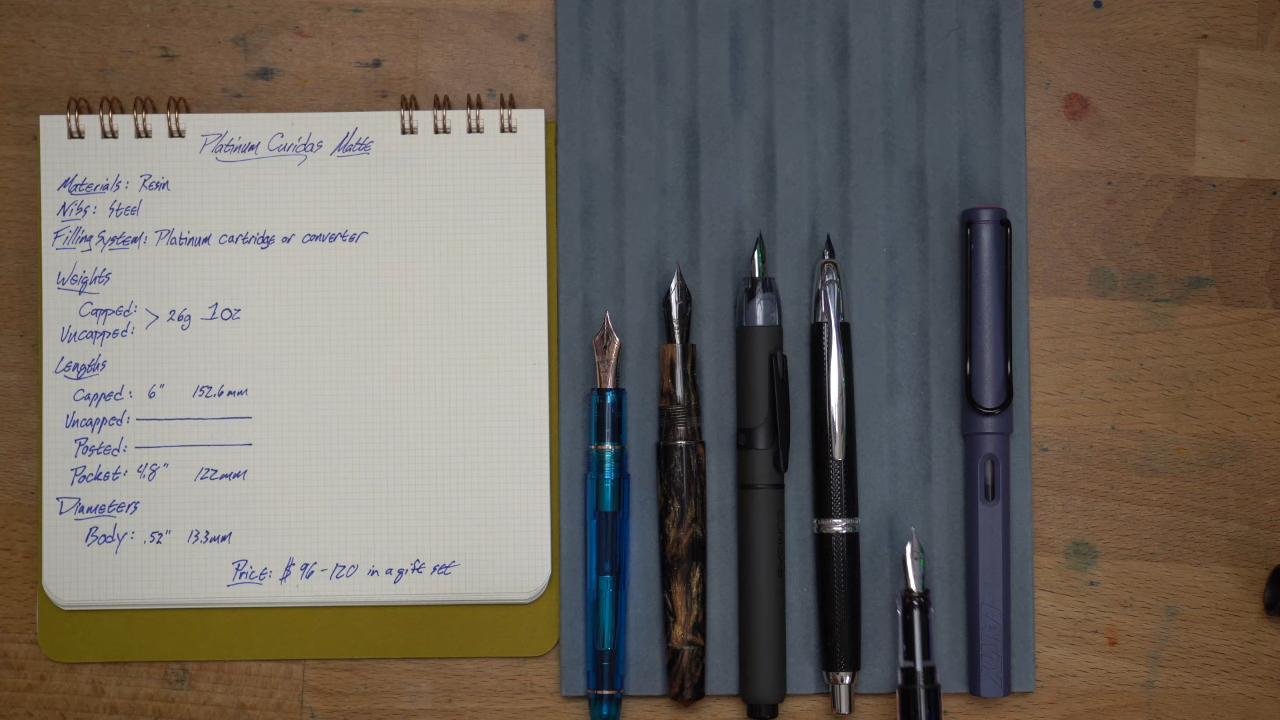 Platinum Curidas Matte
Materials: Resin
Nibs: Steel
Filling System: Platinum cartridge or converter
Weights
Capped:
Uncapped: > 26g 1oz
Lengths
Capped: 6" 152.6mm
Uncapped:
Posted:
Pocket: 4.8" 122mm
Diameters
Body: .52" 13.3mm
Price: $96-120 in a gift set
LAMY